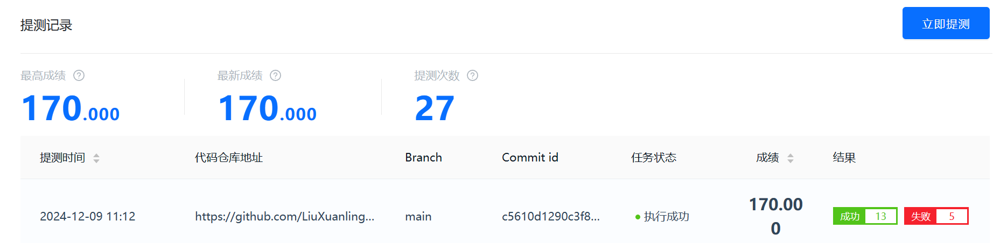 提测记录
立即提测
最高成绩
最新成绩
提测次数
170.000
170.000
27
提测时间 代码仓库地址 Branch Commit id 任务状态 成绩 结果
2024-12-09 11:12 https://github.com/LiuXuanling... main c5610d1290c3f8... 执行成功 170.00 成功 13 失败 5
0